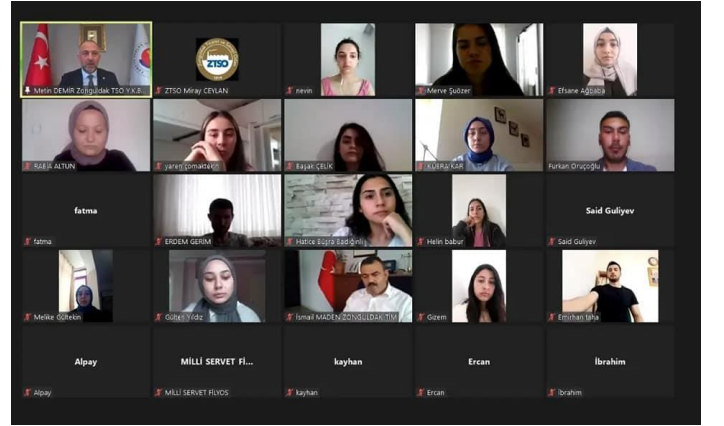 Metin DEMİR Zonguldak TSO Y.K.B...
ZTSO
ZTSO Miray CEYLAN
nevin
Merve Şuözer
Efsane Ağbaba
RABİA ALTUN
yaren çomaktekin
Başak ÇELİK
KÜBRA KAR
Furkan Oruçoğlu
fatma
fatma
ERDEM GERİM
Hatice Büşra Badiğinli
Helin babur
Said Guliyev
Said Guliyev
Melike Gültekin
Gülten Yıldız
İsmail MADEN ZONGULDAK TİM
Gizem
Emirhan taha
Alpay
Alpay
MİLLİ SERVET Fİ...
MİLLİ SERVET FİLYOS
kayhan
kayhan
Ercan
Ercan
İbrahim
İbrahim